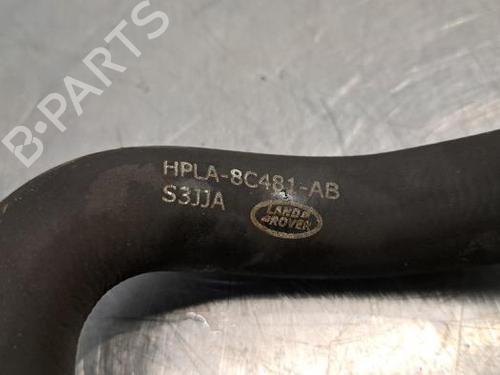 B-PARTS
HPLA-8C481-AB
S3JJA
LAND
ROVER